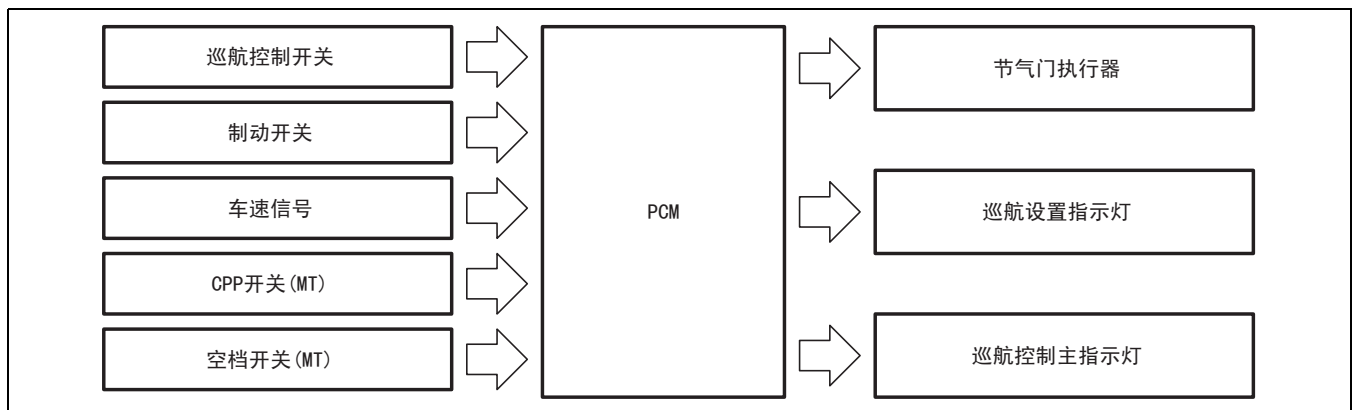 巡航控制开关
制动开关
车速信号
CPP开关(MT)
空档开关(MT)
PCM
节气门执行器
巡航设置指示灯
巡航控制主指示灯